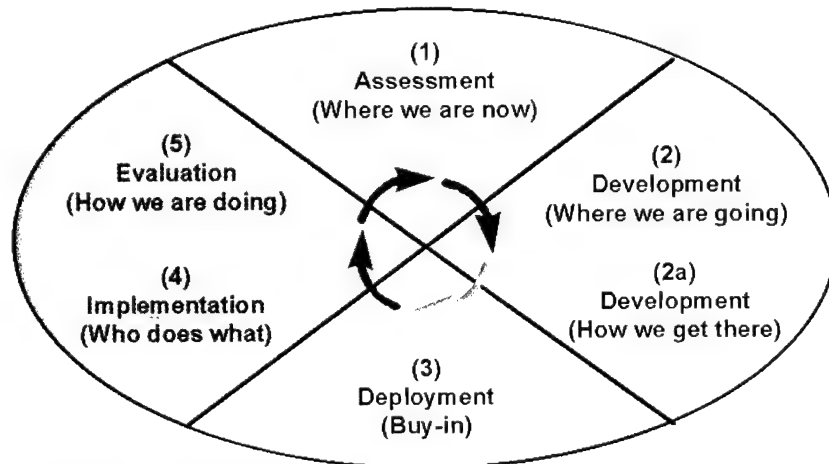 (1)
Assessment
(Where we are now)
(2)
Development
(Where we are going)
(2a)
Development
(How we get there)
(3)
Deployment
(Buy-in)
(4)
Implementation
(Who does what)
(5)
Evaluation
(How we are doing)